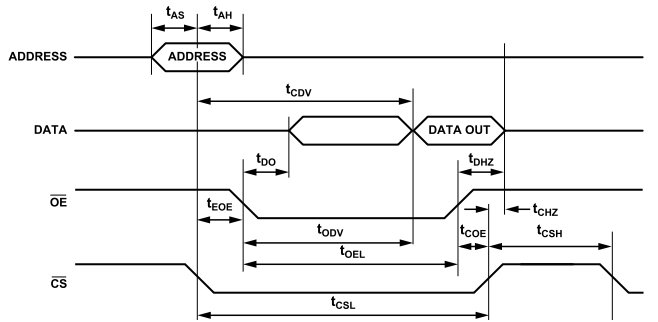 tAS tAH
ADDRESS ADDRESS
tCDV
DATA DATA OUT
tDO tDHZ
OE
tEOE tCHZ
tODV tCOE tCSH
tOEL
CS
tCSL